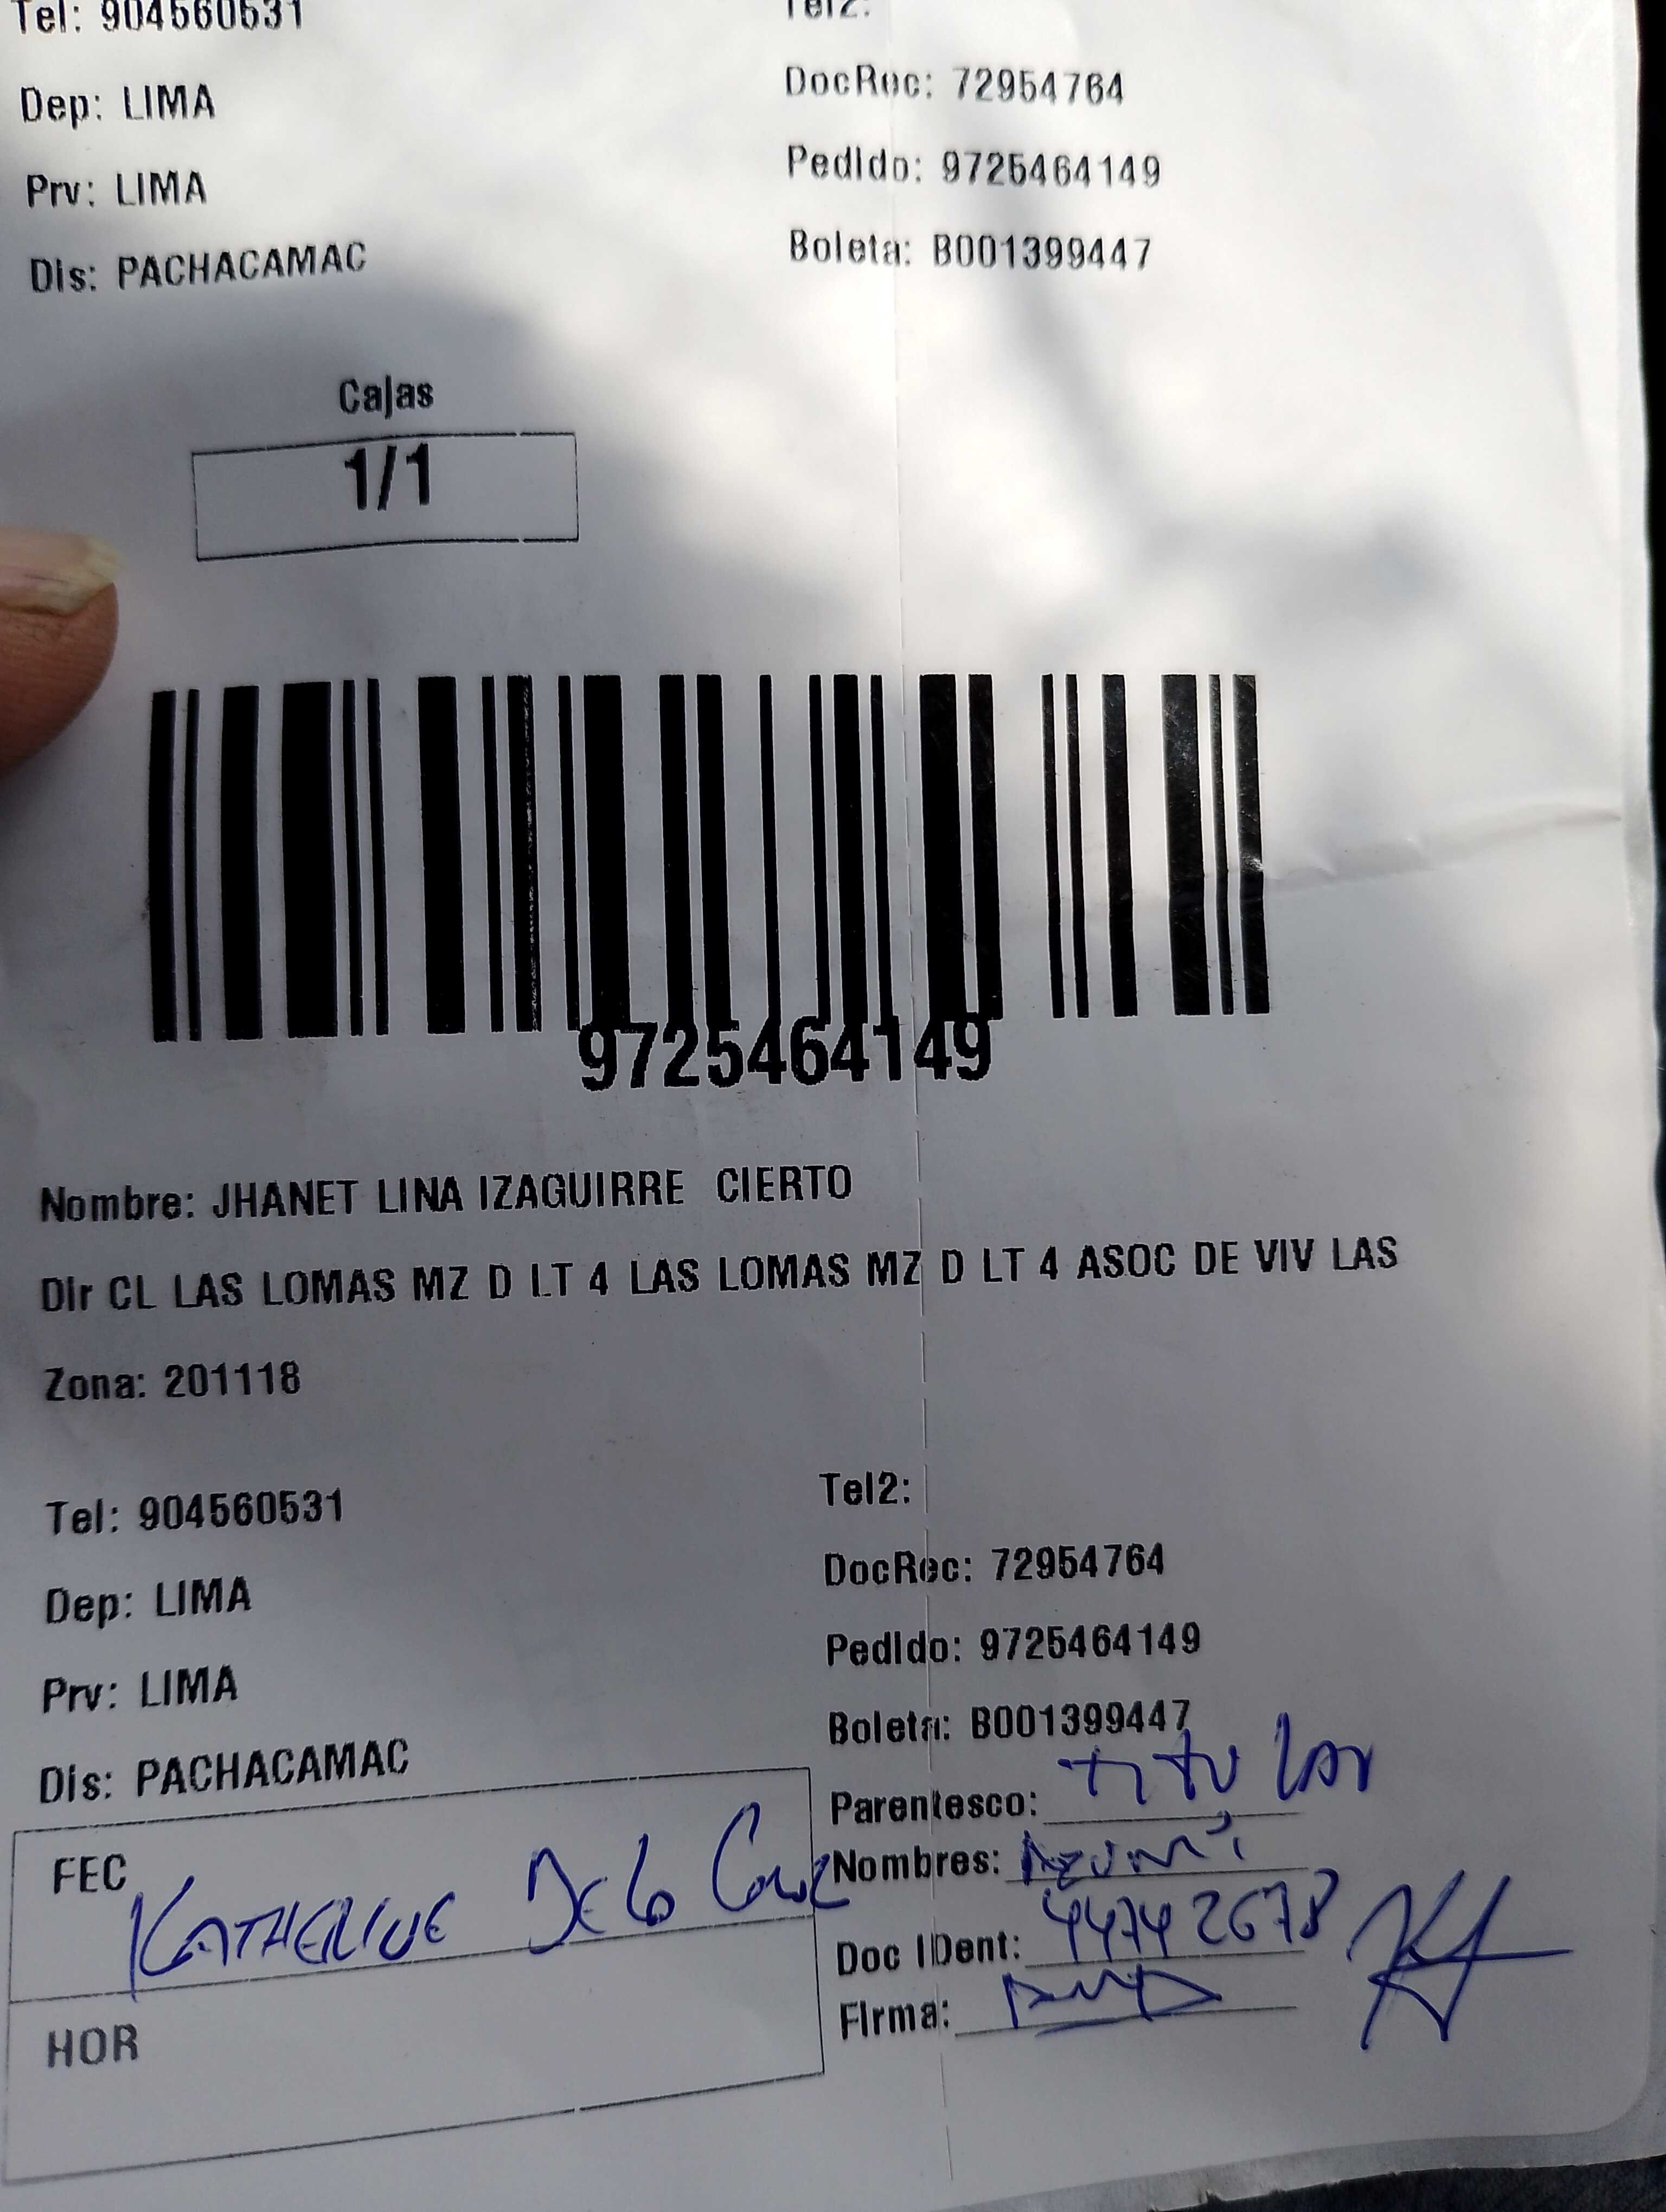 Tel: 904560531
Tel2:
Dep: LIMA
DocRec: 72954764
Prv: LIMA
Pedido: 9725464149
Dis: PACHACAMAC
Boleta: B001399447
Cajas
1/1
9725464149
Nombre: JHANET LINA IZAGUIRRE CIERTO
Dir CL LAS LOMAS MZ D LT 4 LAS LOMAS MZ D LT 4 ASOC DE VIV LAS
Zona: 201118
Tel: 904560531
Tel2:
Dep: LIMA
DocRec: 72954764
Prv: LIMA
Pedido: 9725464149
Dis: PACHACAMAC
Boleta: B001399447
Parentesco: titular
FEC
KATHERINE De la Cruz
Nombres:
Doc IDent: 44742678
HOR
Firma: